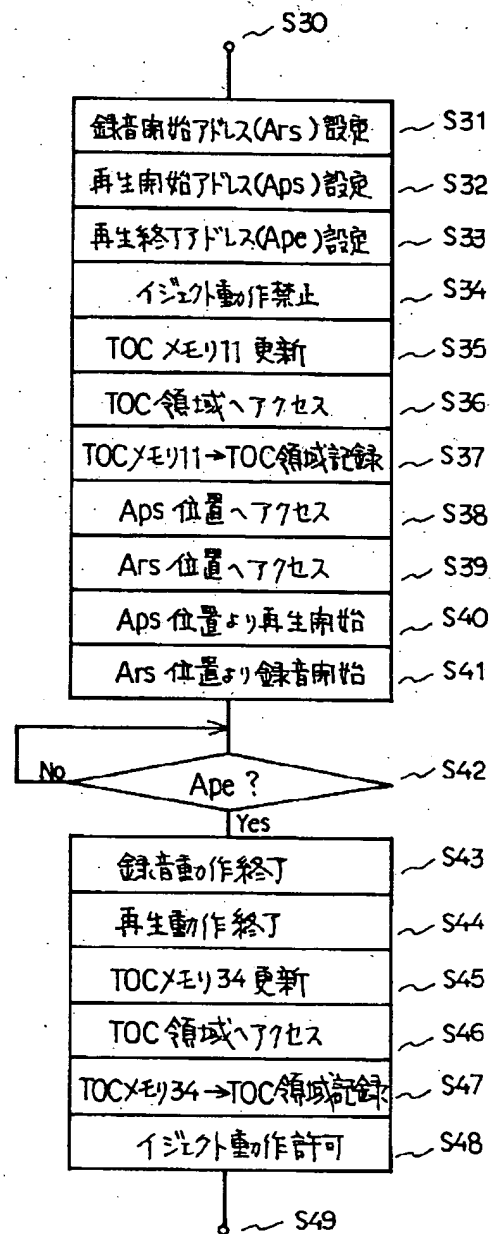 S30
録音開始アドレス(Ars)設定 S31
再生開始アドレス(Aps)設定 S32
再生終了アドレス(Ape)設定 S33
イジェクト動作禁止 S34
TOCメモリ11更新 S35
TOC領域へアクセス S36
TOCメモリ11→TOC領域記録 S37
Aps位置へアクセス S38
Ars位置へアクセス S39
Aps位置より再生開始 S40
Ars位置より録音開始 S41
Ape? S42
No
Yes
録音動作終了 S43
再生動作終了 S44
TOCメモリ34更新 S45
TOC領域へアクセス S46
TOCメモリ34→TOC領域記録 S47
イジェクト動作許可 S48
S49